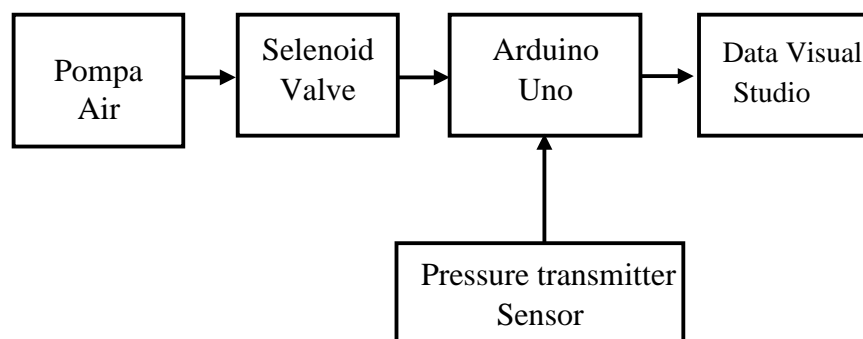 Pompa
Air
Selenoid
Valve
Arduino
Uno
Data Visual
Studio
Pressure transmitter
Sensor